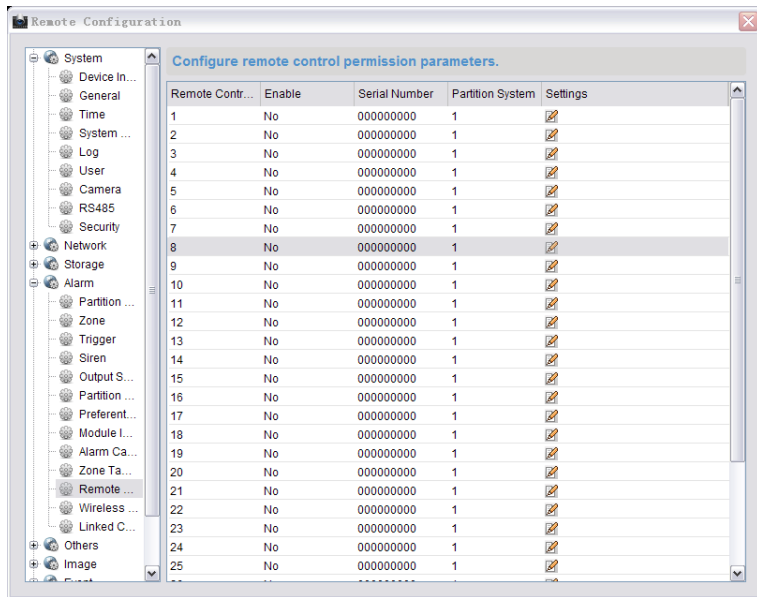 Remote Configuration
System
Device In...
General
Time
System ...
Log
User
Camera
RS485
Security
Network
Storage
Alarm
Partition ...
Zone
Trigger
Siren
Output S...
Partition ...
Preferent...
Module I...
Alarm Ca...
Zone Ta...
Remote ...
Wireless ...
Linked C...
Others
Image
Event
Configure remote control permission parameters.
Remote Contr... Enable Serial Number Partition System Settings
1 No 000000000 1
2 No 000000000 1
3 No 000000000 1
4 No 000000000 1
5 No 000000000 1
6 No 000000000 1
7 No 000000000 1
8 No 000000000 1
9 No 000000000 1
10 No 000000000 1
11 No 000000000 1
12 No 000000000 1
13 No 000000000 1
14 No 000000000 1
15 No 000000000 1
16 No 000000000 1
17 No 000000000 1
18 No 000000000 1
19 No 000000000 1
20 No 000000000 1
21 No 000000000 1
22 No 000000000 1
23 No 000000000 1
24 No 000000000 1
25 No 000000000 1